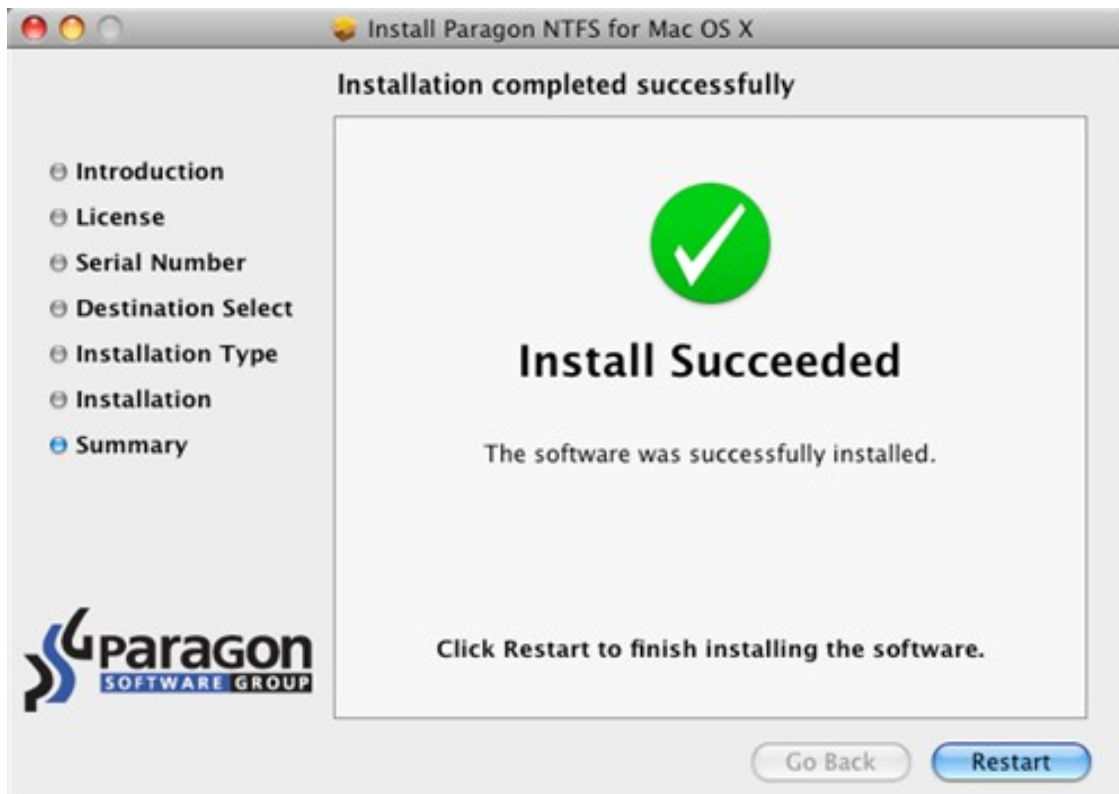 Install Paragon NTFS for Mac OS X
Installation completed successfully
Introduction
License
Serial Number
Destination Select
Installation Type
Installation
Summary
Install Succeeded
The software was successfully installed.
Click Restart to finish installing the software.
paragon
SOFTWARE GROUP
Go Back
Restart